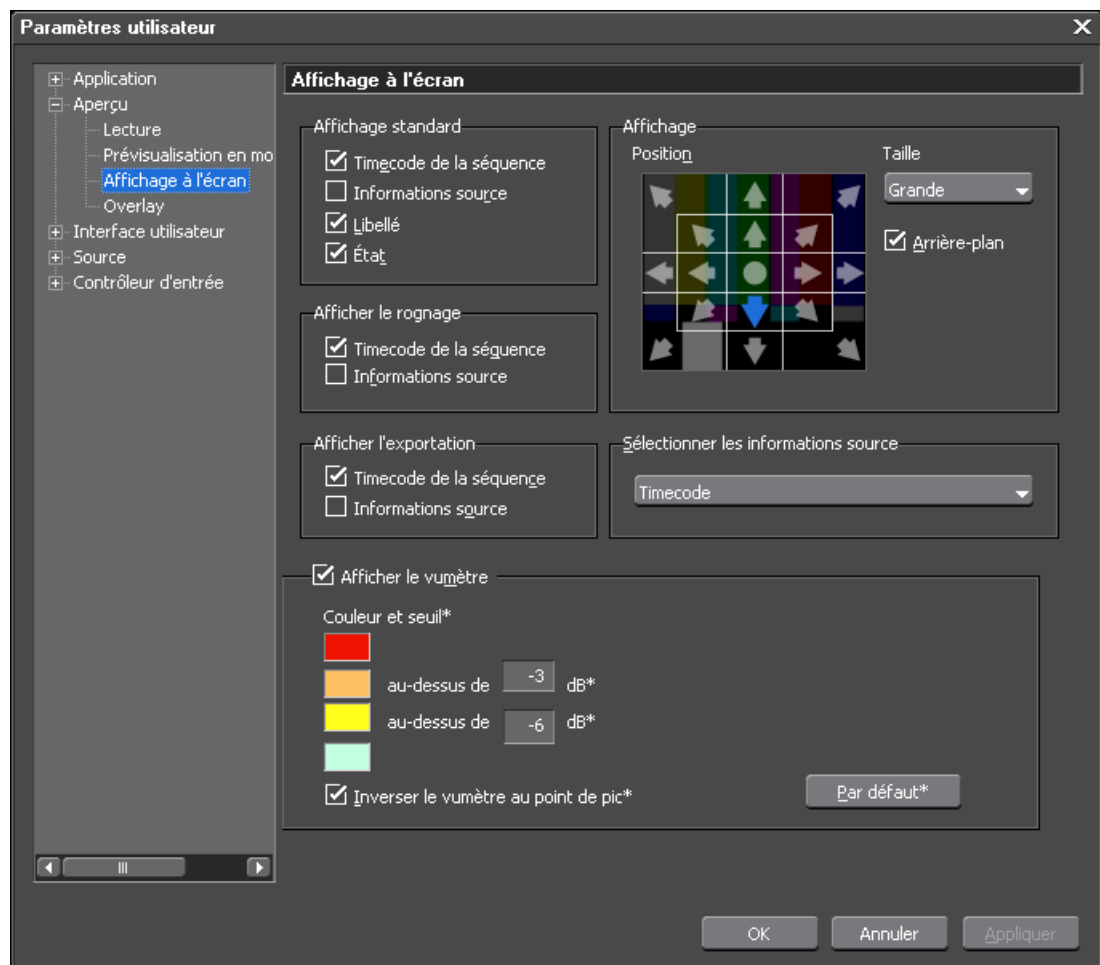 Paramètres utilisateur
Application
Aperçu
Lecture
Prévisualisation en mo
Affichage à l'écran
Overlay
Interface utilisateur
Source
Contrôleur d'entrée
Affichage à l'écran
Affichage standard
Timecode de la séquence
Informations source
Libellé
État
Afficher le rognage
Timecode de la séquence
Informations source
Afficher l'exportation
Timecode de la séquence
Informations source
Affichage
Position
Taille
Grande
Arrière-plan
Sélectionner les informations source
Timecode
Afficher le vumètre
Couleur et seuil*
au-dessus de -3 dB*
au-dessus de -6 dB*
Inverser le vumètre au point de pic*
Par défaut*
OK
Annuler
Appliquer